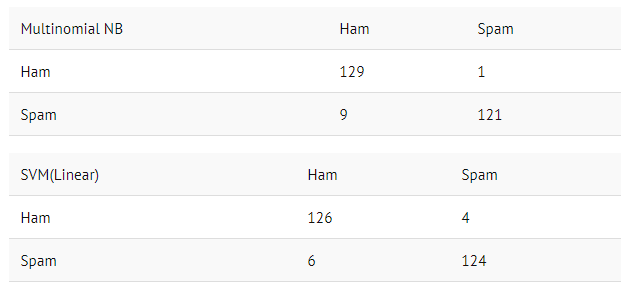 Multinomial NB Ham Spam
Ham 129 1
Spam 9 121
SVM(Linear) Ham Spam
Ham 126 4
Spam 6 124